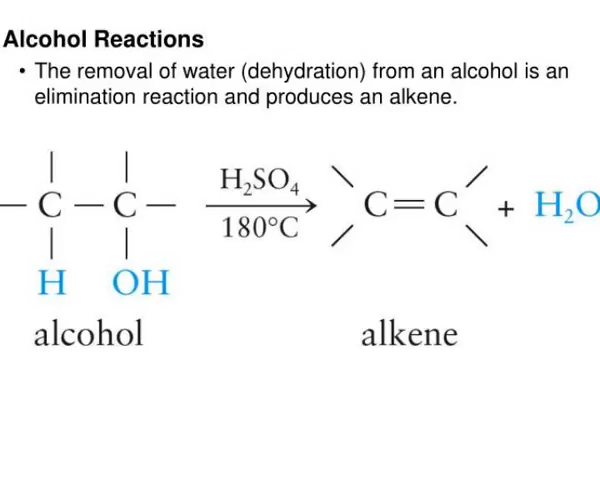 Alcohol Reactions
• The removal of water (dehydration) from an alcohol is an
elimination reaction and produces an alkene.
H₂SO₄
— C — C — C=C + H₂O
180°C
H OH
alcohol alkene